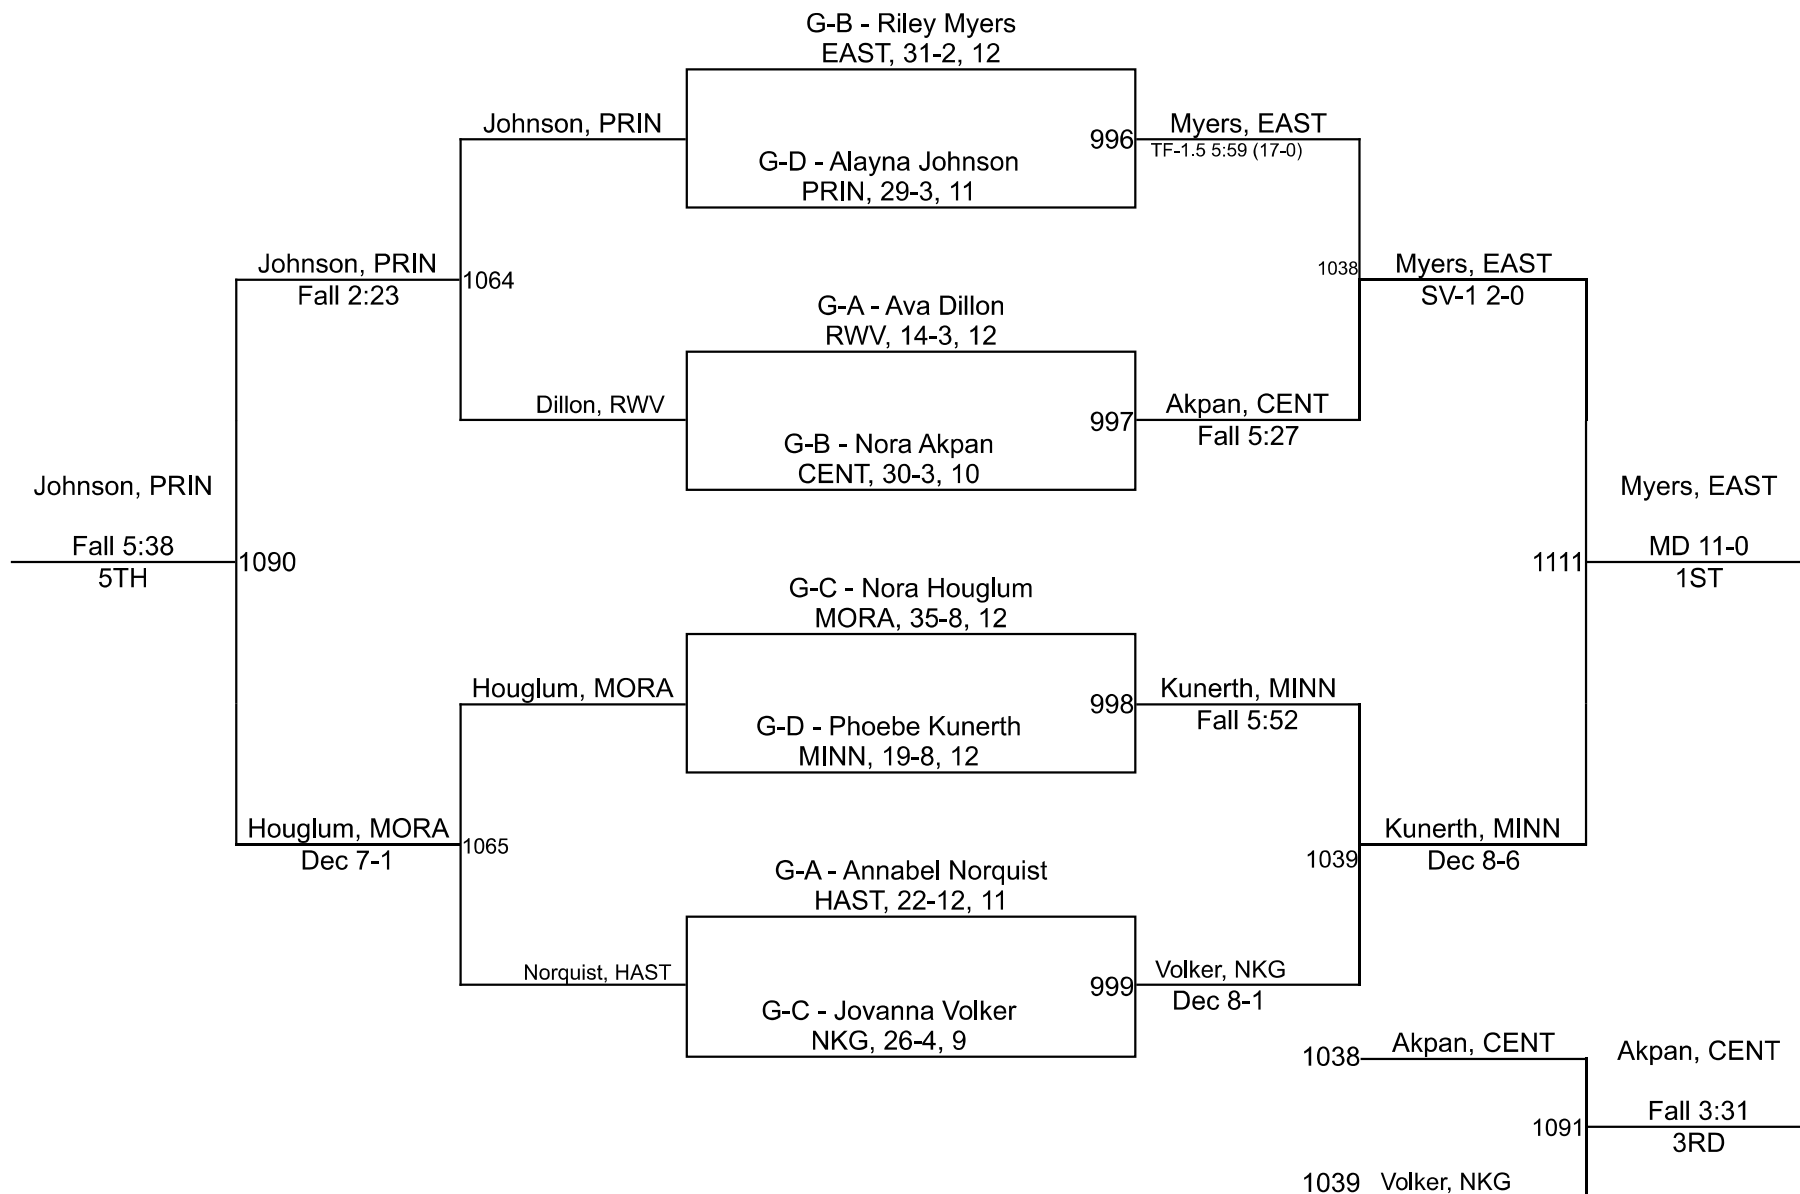 G-B - Riley Myers
EAST, 31-2, 12
Johnson, PRIN
996
Myers, EAST
TF-1.5 5:59 (17-0)
G-D - Alayna Johnson
PRIN, 29-3, 11
Johnson, PRIN
Fall 2:23
1064
1038
Myers, EAST
SV-1 2-0
G-A - Ava Dillon
RWV, 14-3, 12
Dillon, RWV
997
Akpan, CENT
Fall 5:27
G-B - Nora Akpan
CENT, 30-3, 10
Johnson, PRIN
Fall 5:38
5TH
1090
1111
Myers, EAST
MD 11-0
1ST
G-C - Nora Houglum
MORA, 35-8, 12
Houglum, MORA
998
Kunerth, MINN
Fall 5:52
G-D - Phoebe Kunerth
MINN, 19-8, 12
Houglum, MORA
Dec 7-1
1065
1039
Kunerth, MINN
Dec 8-6
G-A - Annabel Norquist
HAST, 22-12, 11
Norquist, HAST
999
Volker, NKG
Dec 8-1
G-C - Jovanna Volker
NKG, 26-4, 9
1038
Akpan, CENT
Akpan, CENT
1091
Fall 3:31
3RD
1039
Volker, NKG